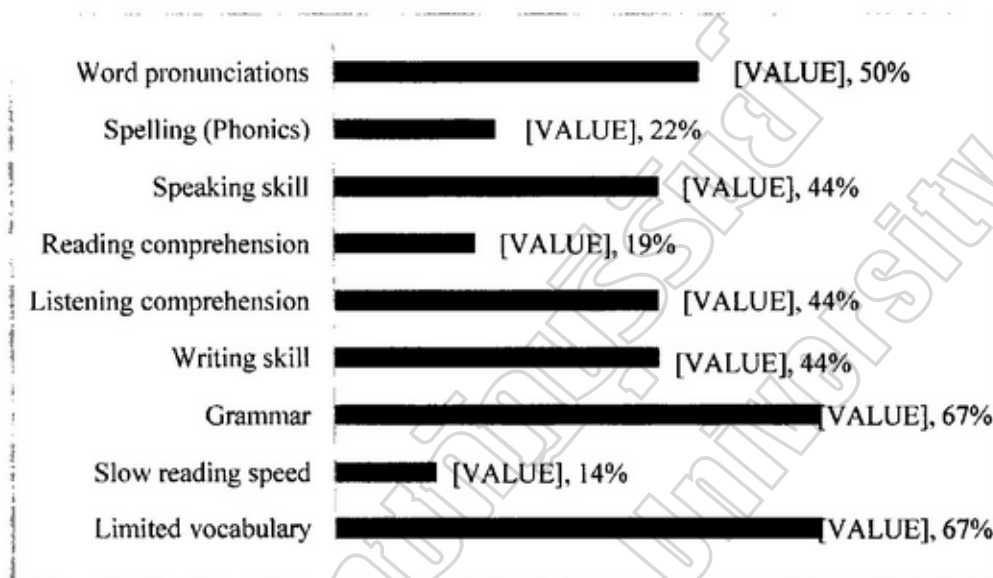 Word pronunciations [VALUE], 50%
Spelling (Phonics) [VALUE], 22%
Speaking skill [VALUE], 44%
Reading comprehension [VALUE], 19%
Listening comprehension [VALUE], 44%
Writing skill [VALUE], 44%
Grammar [VALUE], 67%
Slow reading speed [VALUE], 14%
Limited vocabulary [VALUE], 67%
University